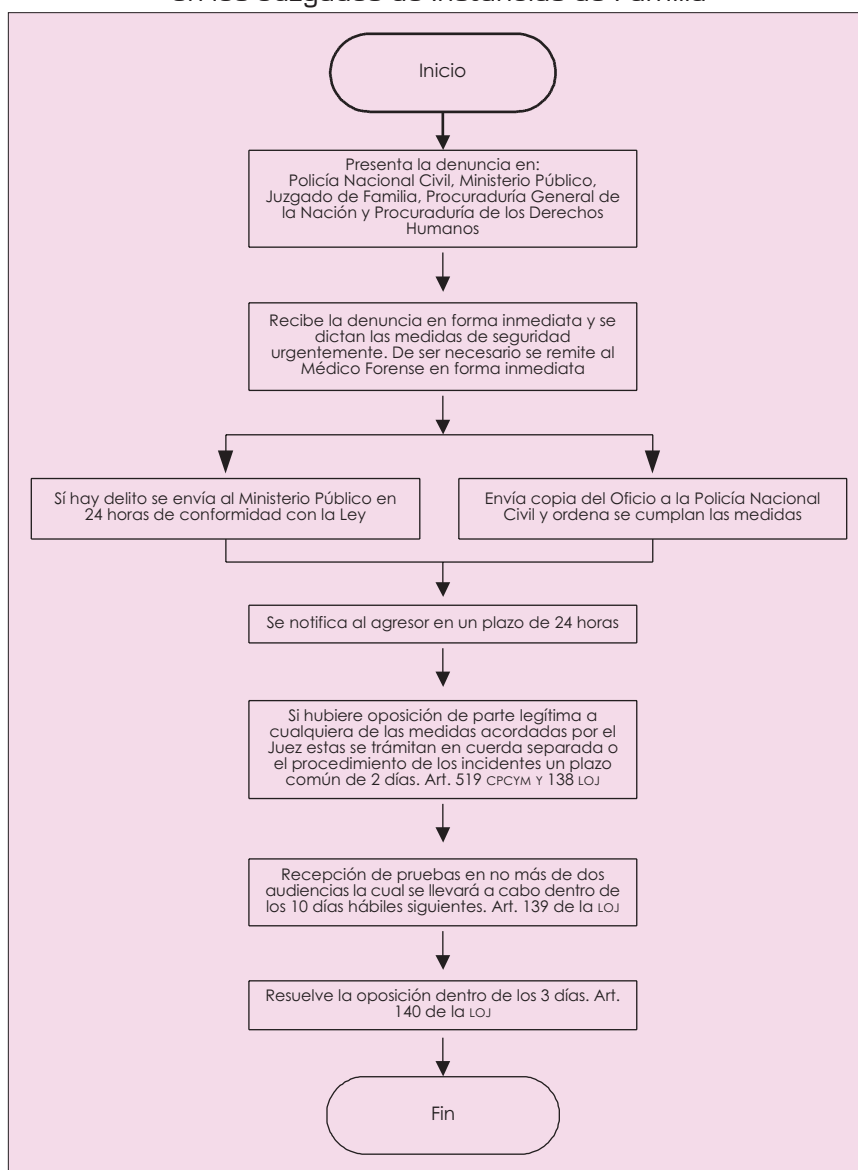 en los Juzgados de Instancias de Familia
Inicio
Presenta la denuncia en:
Policía Nacional Civil, Ministerio Público,
Juzgado de Familia, Procuraduría General de
la Nación y Procuraduría de los Derechos
Humanos
Recibe la denuncia en forma inmediata y se
dictan las medidas de seguridad
urgentemente. De ser necesario se remite al
Médico Forense en forma inmediata
Sí hay delito se envía al Ministerio Público en
24 horas de conformidad con la Ley
Envía copia del Oficio a la Policía Nacional
Civil y ordena se cumplan las medidas
Se notifica al agresor en un plazo de 24 horas
Si hubiere oposición de parte legítima a
cualquiera de las medidas acordadas por el
Juez estas se trámitan en cuerda separada o
el procedimiento de los incidentes un plazo
común de 2 días. Art. 519 CPCYM Y 138 LOJ
Recepción de pruebas en no más de dos
audiencias la cual se llevará a cabo dentro de
los 10 días hábiles siguientes. Art. 139 de la LOJ
Resuelve la oposición dentro de los 3 días. Art.
140 de la LOJ
Fin